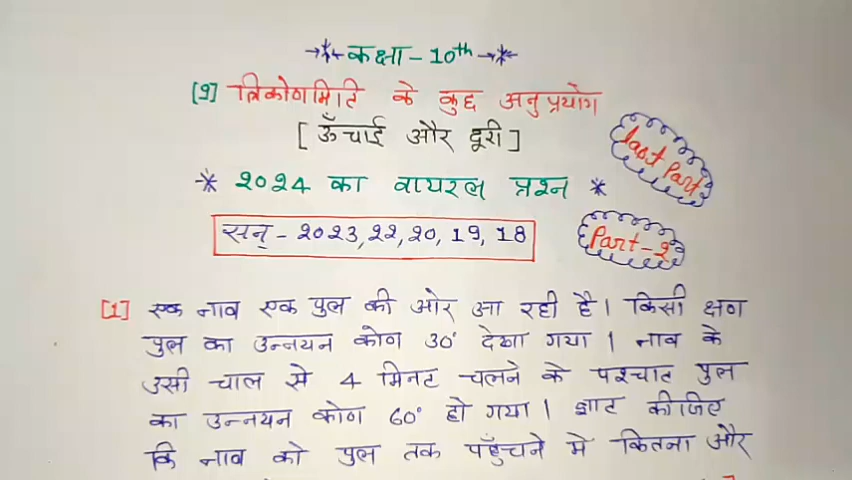 कक्षा - 10th
[9] त्रिकोणमिति के कुछ अनुप्रयोग
[ ऊँचाई और दूरी ]
Last Part
* 2024 का वायरल प्रश्न *
सन् - 2023, 22, 20, 19, 18
Part - 2
[1] एक नाव एक पुल की ओर आ रही है। किसी क्षण
पुल का उन्नयन कोण 30° देखा गया। नाव के
उसी चाल से 4 मिनट चलने के पश्चात पुल
का उन्नयन कोण 60° हो गया। ज्ञात कीजिए
कि नाव को पुल तक पहुँचने मे कितना और